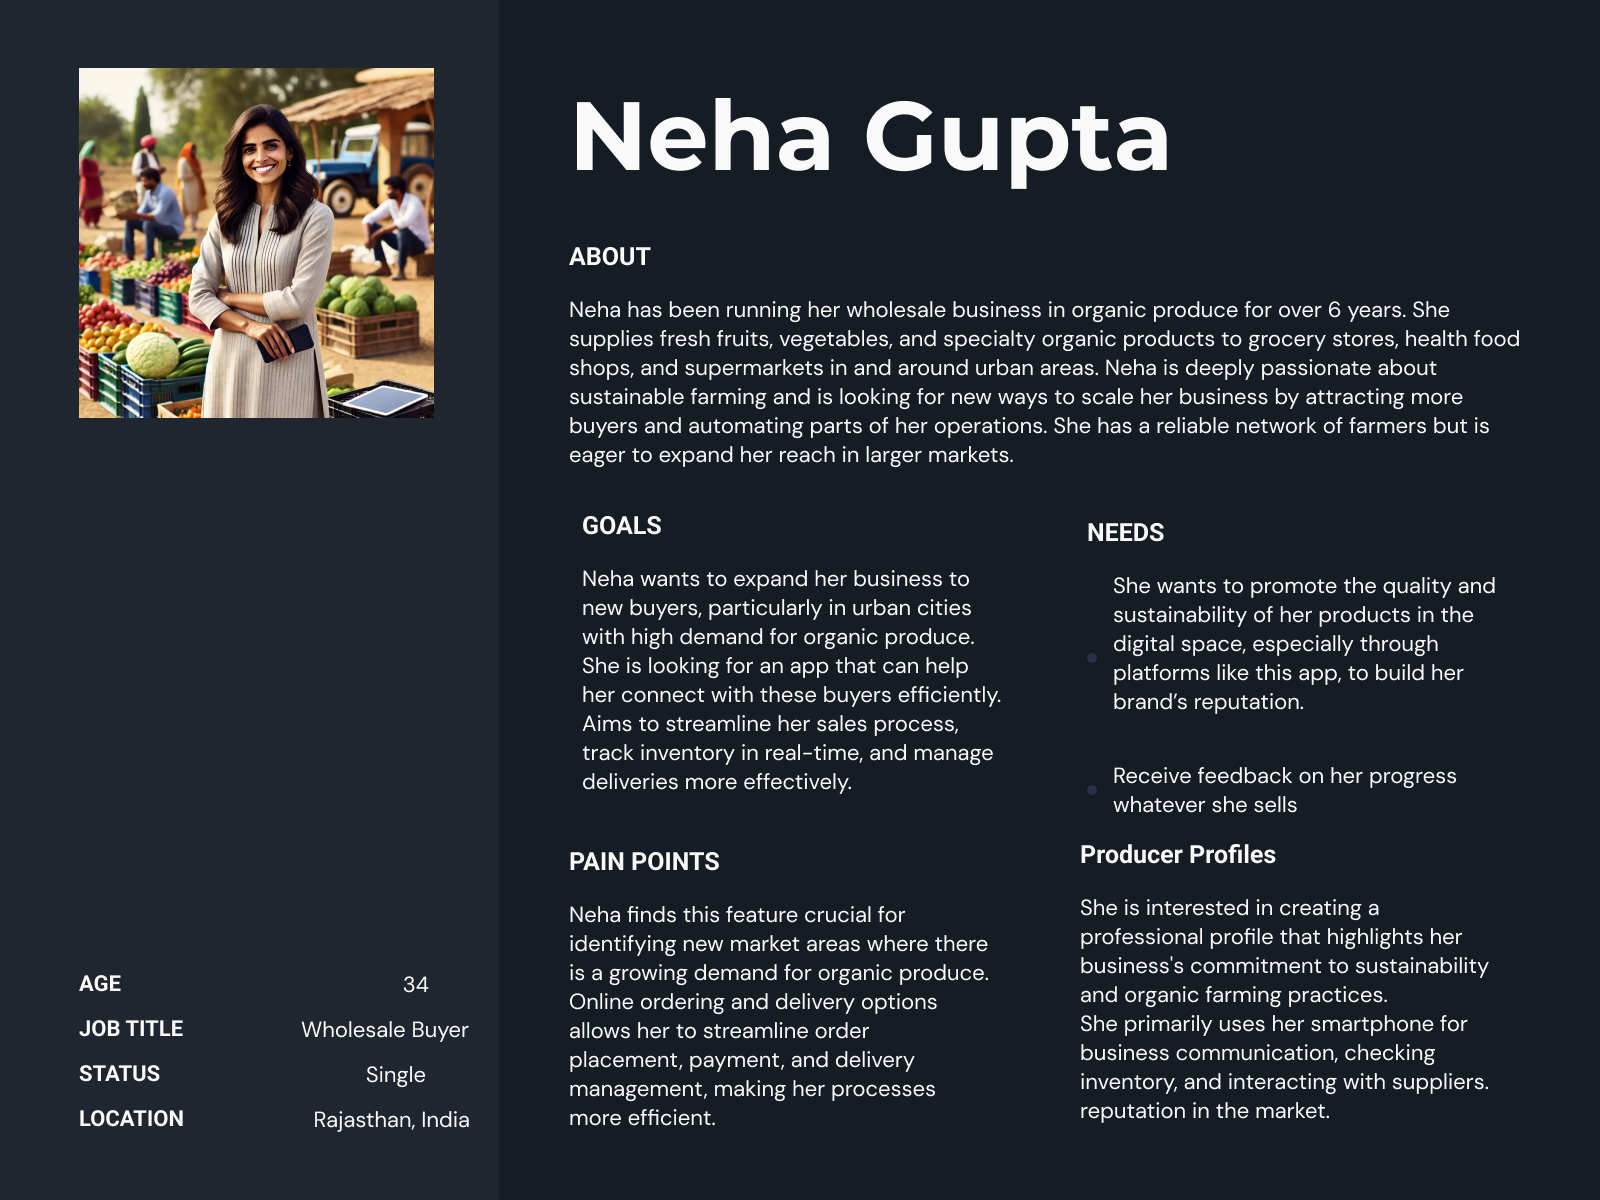 Neha Gupta
ABOUT
Neha has been running her wholesale business in organic produce for over 6 years. She
supplies fresh fruits, vegetables, and specialty organic products to grocery stores, health food
shops, and supermarkets in and around urban areas. Neha is deeply passionate about
sustainable farming and is looking for new ways to scale her business by attracting more
buyers and automating parts of her operations. She has a reliable network of farmers but is
eager to expand her reach in larger markets.
GOALS
Neha wants to expand her business to
new buyers, particularly in urban cities
with high demand for organic produce.
She is looking for an app that can help
her connect with these buyers efficiently.
Aims to streamline her sales process,
track inventory in real-time, and manage
deliveries more effectively.
NEEDS
She wants to promote the quality and
sustainability of her products in the
digital space, especially through
platforms like this app, to build her
brand’s reputation.
Receive feedback on her progress
whatever she sells
PAIN POINTS
Neha finds this feature crucial for
identifying new market areas where there
is a growing demand for organic produce.
Online ordering and delivery options
allows her to streamline order
placement, payment, and delivery
management, making her processes
more efficient.
Producer Profiles
She is interested in creating a
professional profile that highlights her
business's commitment to sustainability
and organic farming practices.
She primarily uses her smartphone for
business communication, checking
inventory, and interacting with suppliers.
reputation in the market.
AGE 34
JOB TITLE Wholesale Buyer
STATUS Single
LOCATION Rajasthan, India